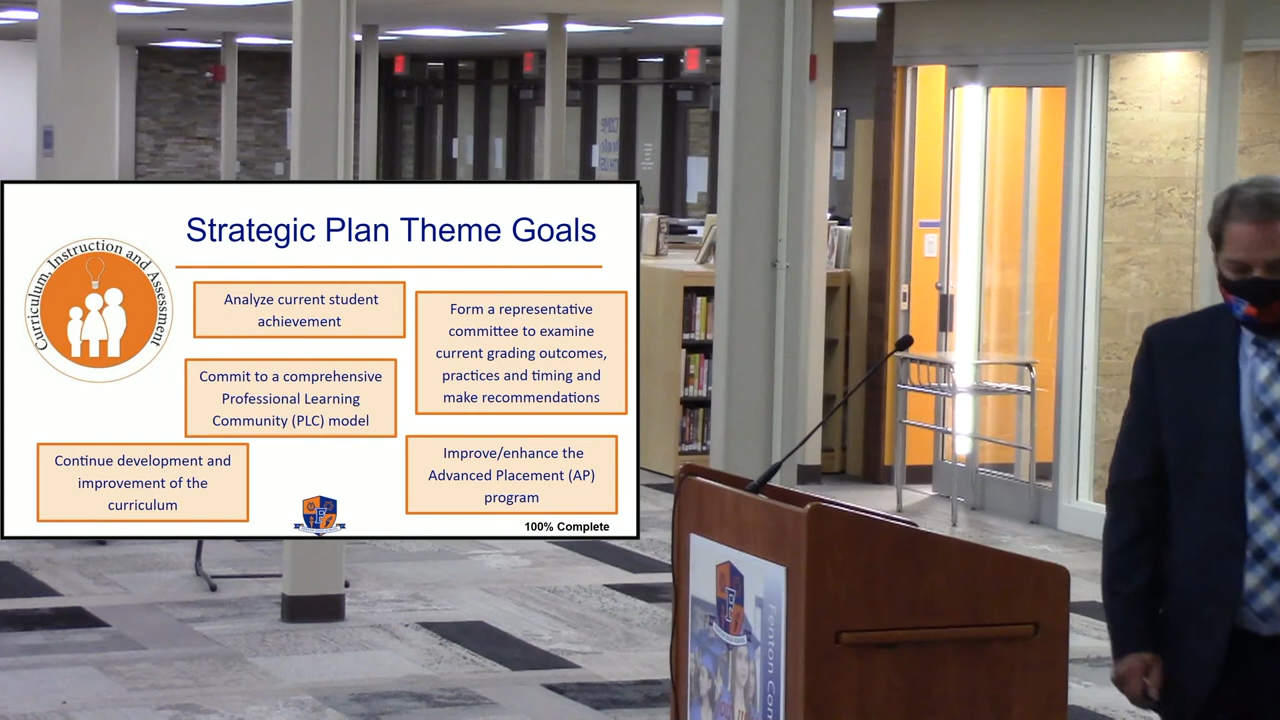 Strategic Plan Theme Goals
Curriculum, Instruction and Assessment
Analyze current student
achievement
Form a representative
committee to examine
current grading outcomes,
practices and timing and
make recommendations
Commit to a comprehensive
Professional Learning
Community (PLC) model
Continue development and
improvement of the
curriculum
Improve/enhance the
Advanced Placement (AP)
program
100% Complete
F
Fenton Com